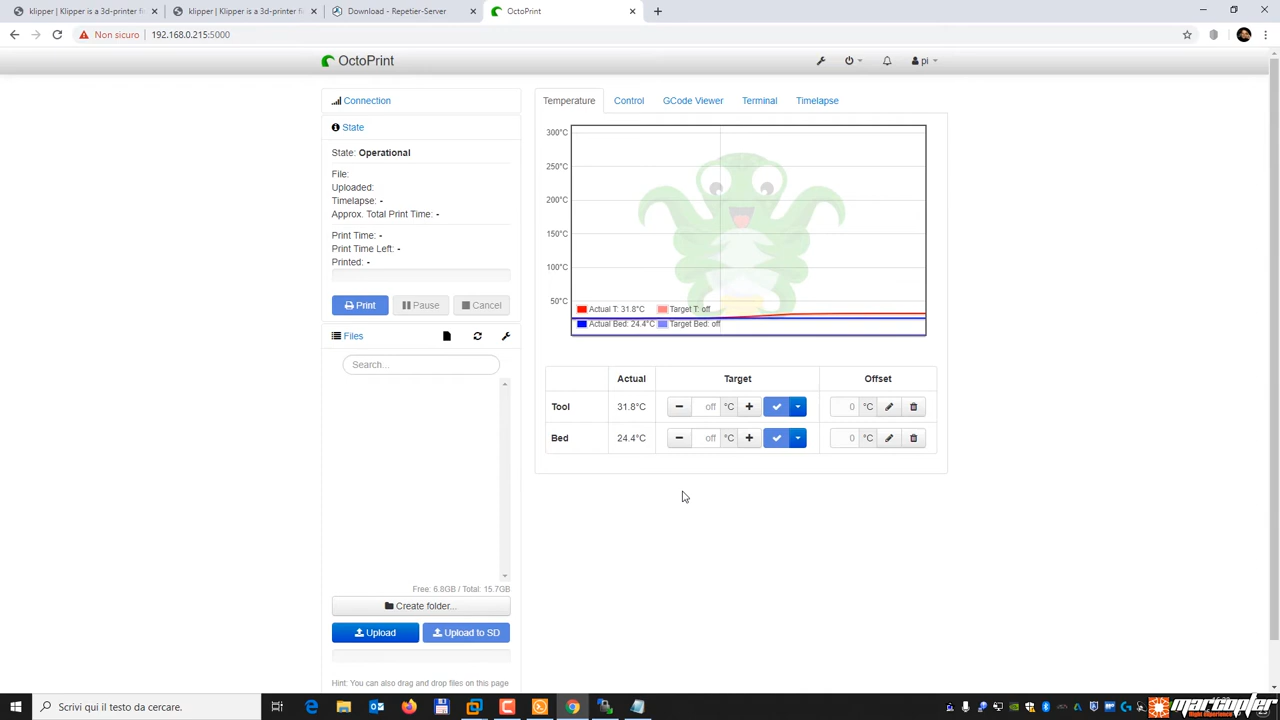 klipper | Klipper is a 3d-printer fi
klipper | Klipper is a 3d-printer fi
Download – Repetier-Server
OctoPrint
Non sicuro
192.168.0.215:5000
OctoPrint
pi
Connection
State
State: Operational
File:
Uploaded:
Timelapse: -
Approx. Total Print Time: -
Print Time: -
Print Time Left: -
Printed: -
Print
Pause
Cancel
Files
Search...
Free: 6.8GB / Total: 15.7GB
Create folder...
Upload
Upload to SD
Hint: You can also drag and drop files on this page
Temperature
Control
GCode Viewer
Terminal
Timelapse
300°C
250°C
200°C
150°C
100°C
50°C
Actual T: 31.8°C
Target T: off
Actual Bed: 24.4°C
Target Bed: off
Actual
Target
Offset
Tool
31.8°C
off °C
0 °C
Bed
24.4°C
off °C
0 °C
Scrivi qui il testo da cercare.
marcopter